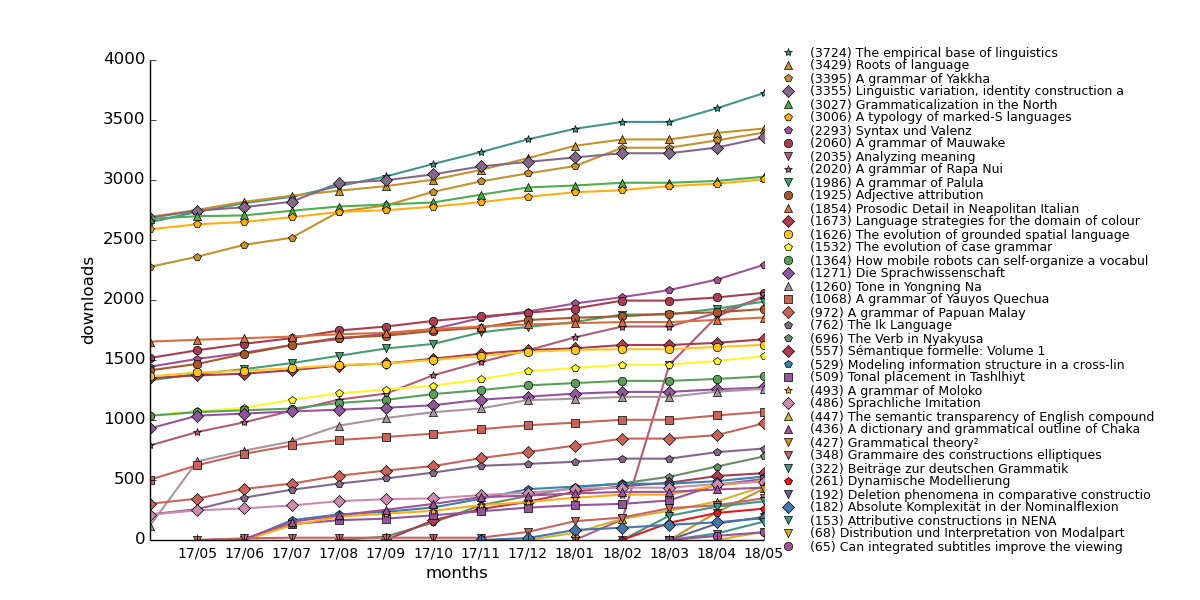 4000
3500
3000
2500
2000
1500
1000
500
0
downloads
17/05 17/06 17/07 17/08 17/09 17/10 17/11 17/12 18/01 18/02 18/03 18/04 18/05
months
(3724) The empirical base of linguistics
(3429) Roots of language
(3395) A grammar of Yakkha
(3355) Linguistic variation, identity construction a
(3027) Grammaticalization in the North
(3006) A typology of marked-S languages
(2293) Syntax und Valenz
(2060) A grammar of Mauwake
(2035) Analyzing meaning
(2020) A grammar of Rapa Nui
(1986) A grammar of Palula
(1925) Adjective attribution
(1854) Prosodic Detail in Neapolitan Italian
(1673) Language strategies for the domain of colour
(1626) The evolution of grounded spatial language
(1532) The evolution of case grammar
(1364) How mobile robots can self-organize a vocabul
(1271) Die Sprachwissenschaft
(1260) Tone in Yongning Na
(1068) A grammar of Yauyos Quechua
(972) A grammar of Papuan Malay
(762) The Ik Language
(696) The Verb in Nyakyusa
(557) Sémantique formelle: Volume 1
(529) Modeling information structure in a cross-lin
(509) Tonal placement in Tashlhiyt
(493) A grammar of Moloko
(486) Sprachliche Imitation
(447) The semantic transparency of English compound
(436) A dictionary and grammatical outline of Chaka
(427) Grammatical theory²
(348) Grammaire des constructions elliptiques
(322) Beiträge zur deutschen Grammatik
(261) Dynamische Modellierung
(192) Deletion phenomena in comparative constructio
(182) Absolute Komplexität in der Nominalflexion
(153) Attributive constructions in NENA
(68) Distribution und Interpretation von Modalpart
(65) Can integrated subtitles improve the viewing